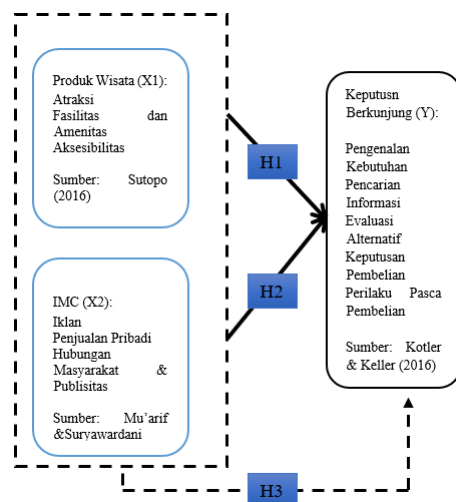 Produk Wisata (X1):
Atraksi
Fasilitas dan
Amenitas
Aksesibilitas
Sumber: Sutopo
(2016)
H1
H2
IMC (X2):
Iklan
Penjualan Pribadi
Hubungan
Masyarakat &
Publisitas
Sumber: Mu’arif
&Suryawardani
Keputusn
Berkunjung (Y):
Pengenalan
Kebutuhan
Pencarian
Informasi
Evaluasi
Alternatif
Keputusan
Pembelian
Perilaku Pasca
Pembelian
Sumber: Kotler
& Keller (2016)
H3